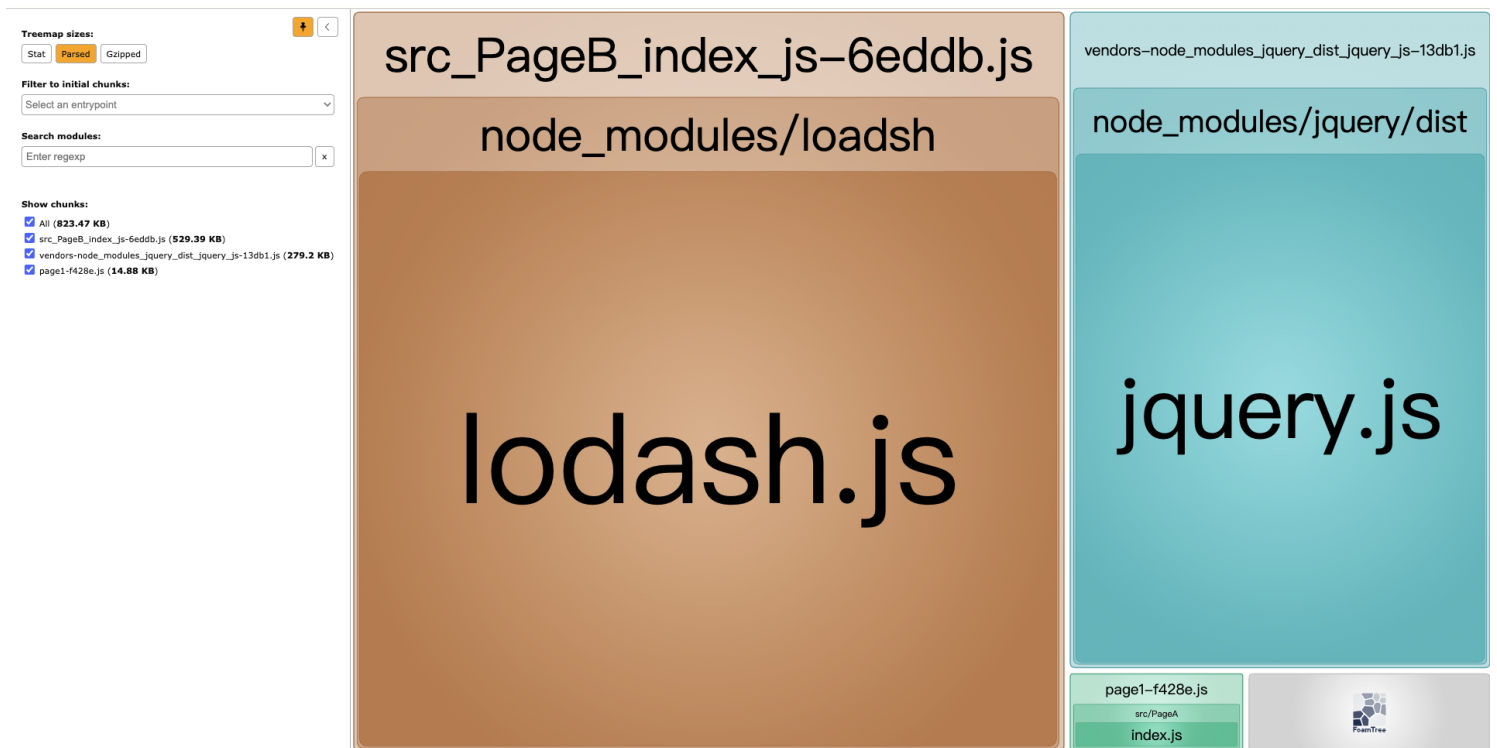 Treemap sizes:
Stat Parsed Gzipped
Filter to initial chunks:
Select an entrypoint
Search modules:
Enter regexp x
Show chunks:
All (823.47 KB)
src_PageB_index_js-6eddb.js (529.39 KB)
vendors-node_modules_jquery_dist_jquery_js-13db1.js (279.2 KB)
page1-f428e.js (14.88 KB)
src_PageB_index_js-6eddb.js
node_modules/loadsh
lodash.js
vendors-node_modules_jquery_dist_jquery_js-13db1.js
node_modules/jquery/dist
jquery.js
page1-f428e.js
src/PageA
index.js
FoamTree